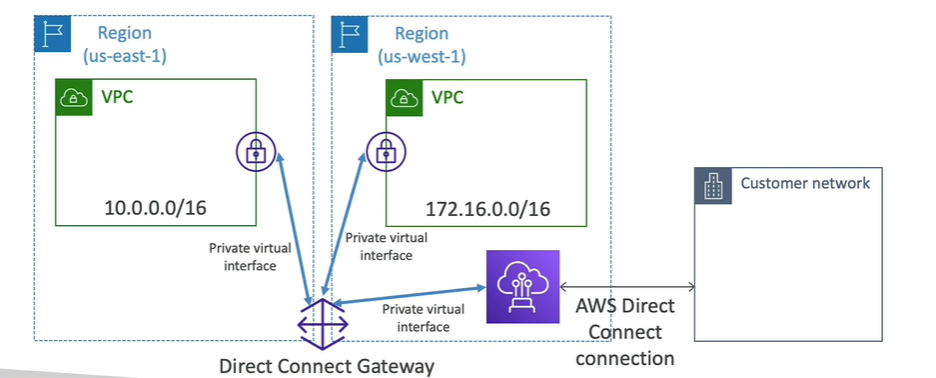 Region
(us-east-1)
VPC
10.0.0.0/16
Private virtual
interface
Region
(us-west-1)
VPC
172.16.0.0/16
Private virtual
interface
Private virtual
interface
Direct Connect Gateway
AWS Direct
Connect
connection
Customer network